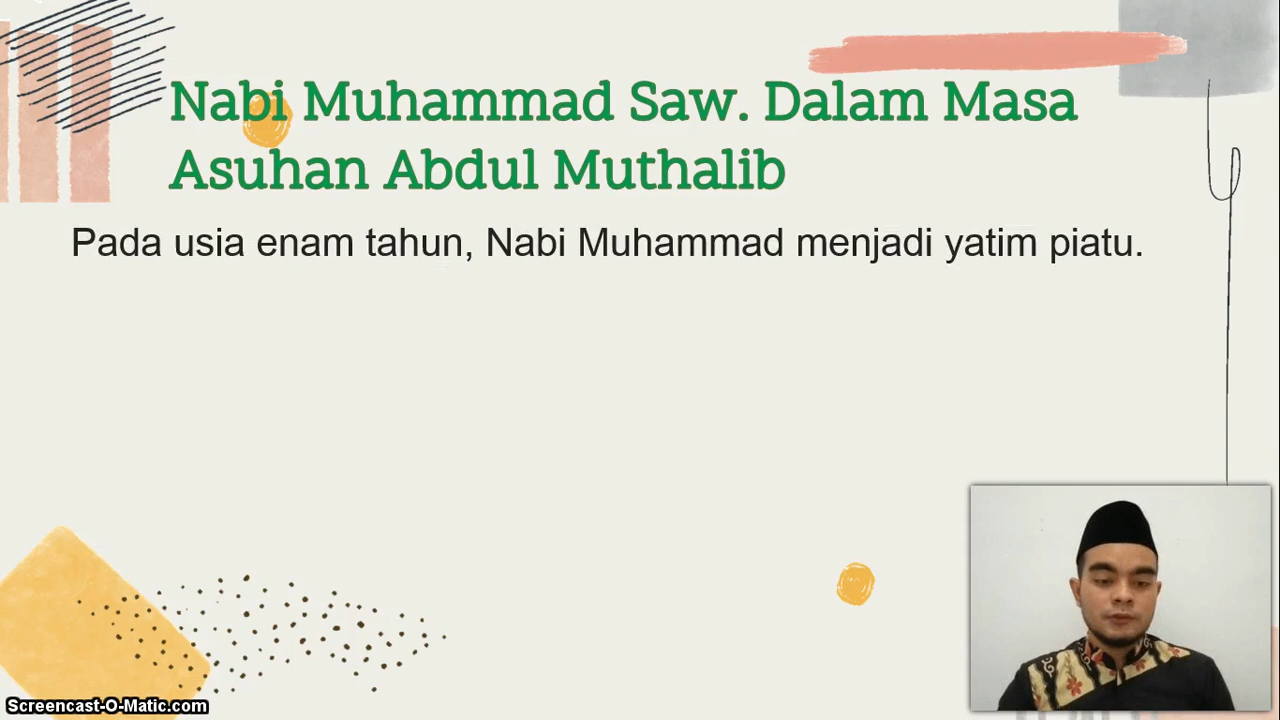 Nabi Muhammad Saw. Dalam Masa
Asuhan Abdul Muthalib
Pada usia enam tahun, Nabi Muhammad menjadi yatim piatu.
Screencast-O-Matic.com